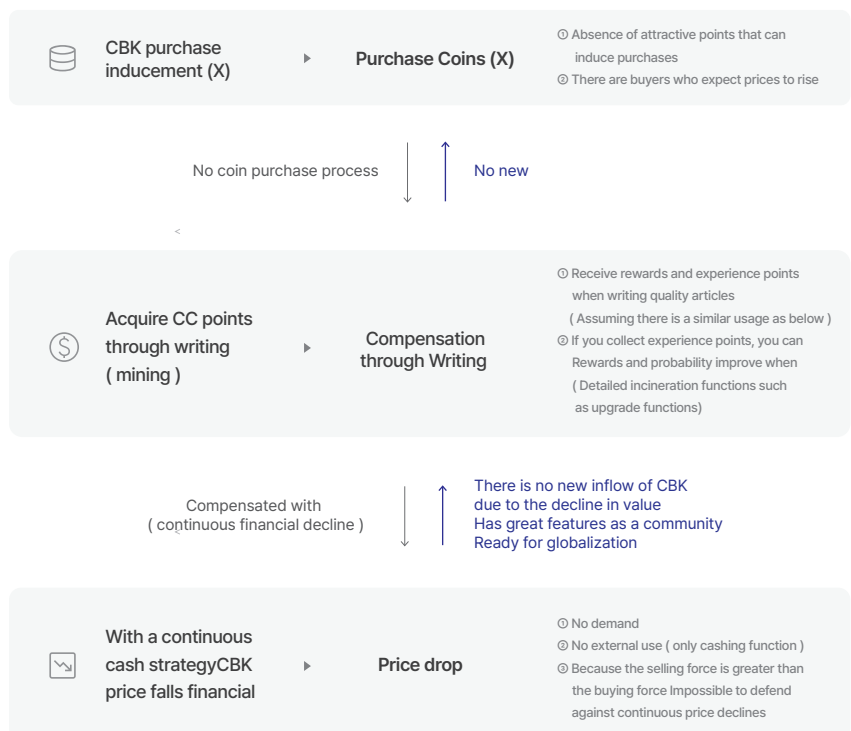 CBK purchase
inducement (X)
Purchase Coins (X)
① Absence of attractive points that can
induce purchases
② There are buyers who expect prices to rise
No coin purchase process
No new
<
Acquire CC points
through writing
( mining )
Compensation
through Writing
① Receive rewards and experience points
when writing quality articles
( Assuming there is a similar usage as below )
② If you collect experience points, you can
Rewards and probability improve when
( Detailed incineration functions such
as upgrade functions)
Compensated with
( continuous financial decline )
<
There is no new inflow of CBK
due to the decline in value
Has great features as a community
Ready for globalization
With a continuous
cash strategyCBK
price falls financial
Price drop
① No demand
② No external use ( only cashing function )
③ Because the selling force is greater than
the buying force Impossible to defend
against continuous price declines